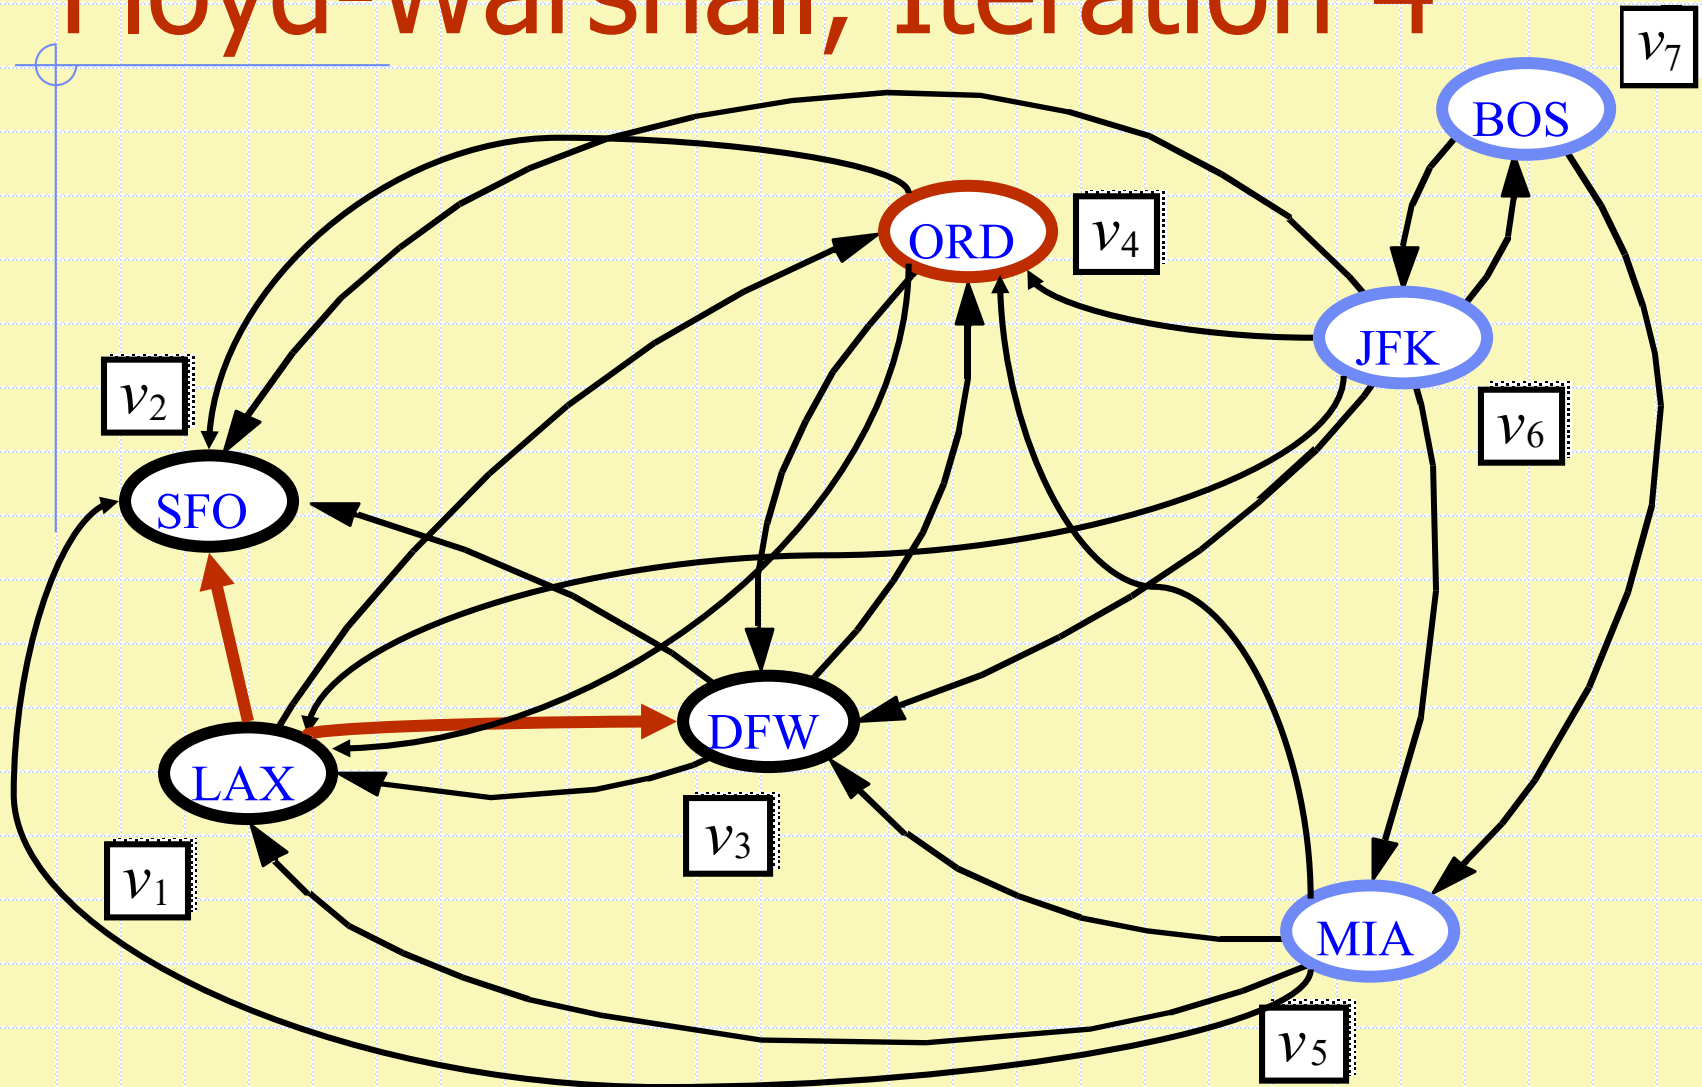 Floyd-Warshall, Iteration 4
v7
BOS
ORD
v4
JFK
v2
v6
SFO
DFW
LAX
v3
v1
MIA
v5